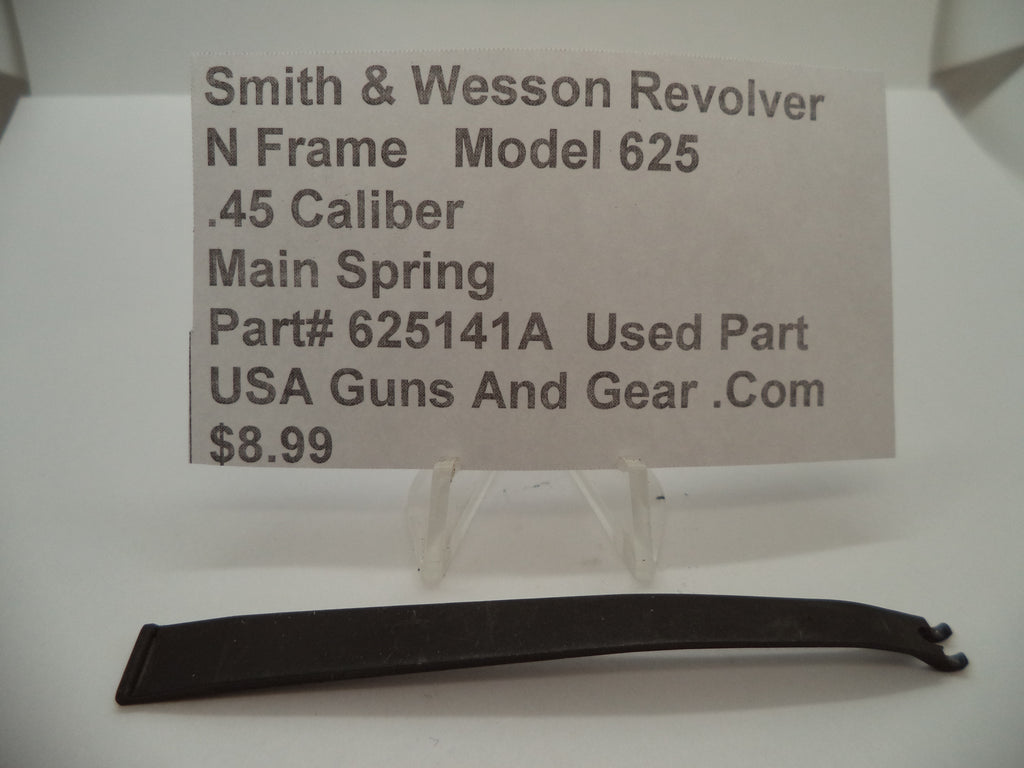 Smith & Wesson Revolver
N Frame Model 625
.45 Caliber
Main Spring
Part# 625141A Used Part
USA Guns And Gear .Com
$8.99